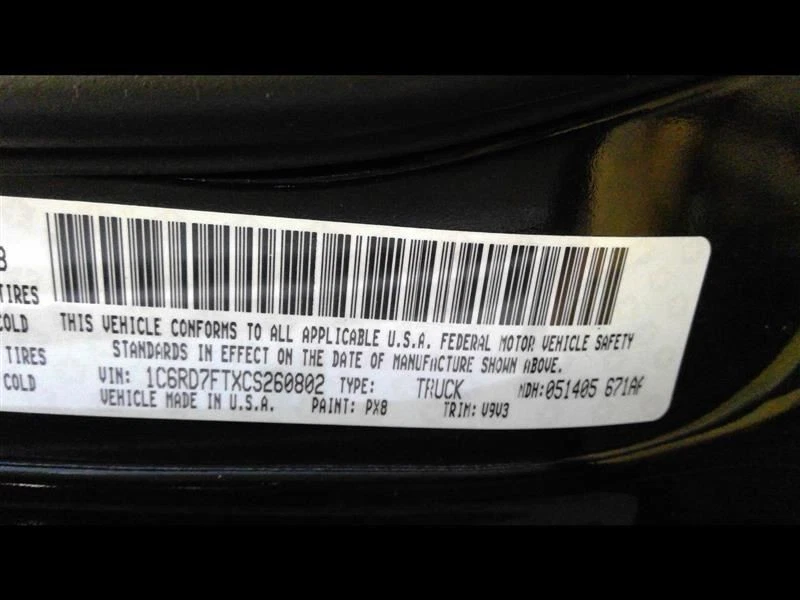 TIRES
COLD
TIRES
COLD
THIS VEHICLE CONFORMS TO ALL APPLICABLE U.S.A. FEDERAL MOTOR VEHICLE SAFETY
STANDARDS IN EFFECT ON THE DATE OF MANUFACTURE SHOWN ABOVE.
VIN: 1C6RD7FTXCS260802 TYPE: TRUCK MDH:051405 671
VEHICLE MADE IN U.S.A. PAINT: PX8 TRIM: V9V3